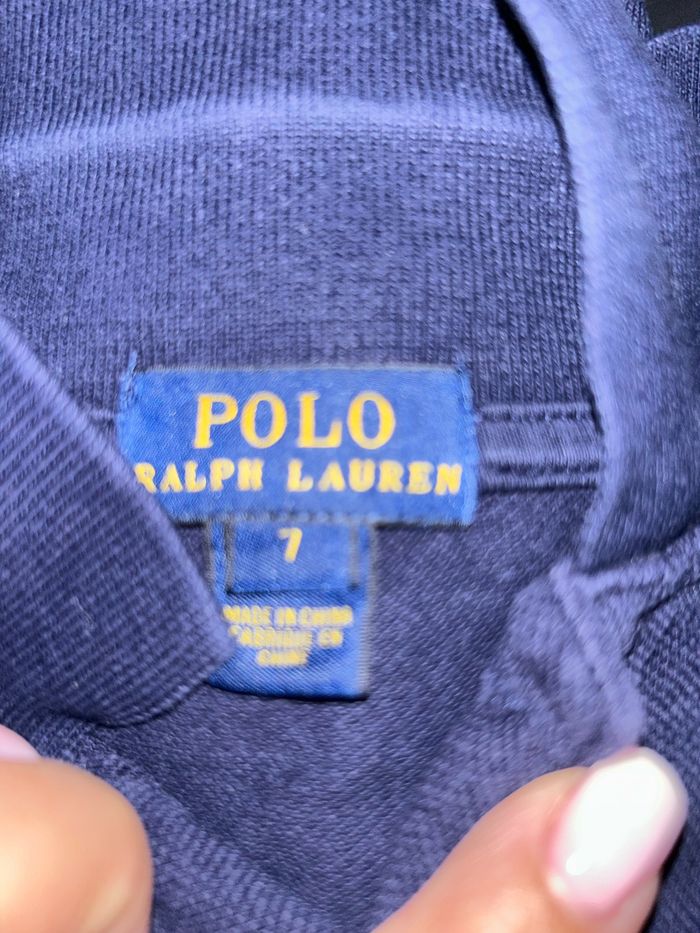 POLO
RALPH LAUREN
7
MADE IN CHINA
FABRIQUÉ EN
CHINE